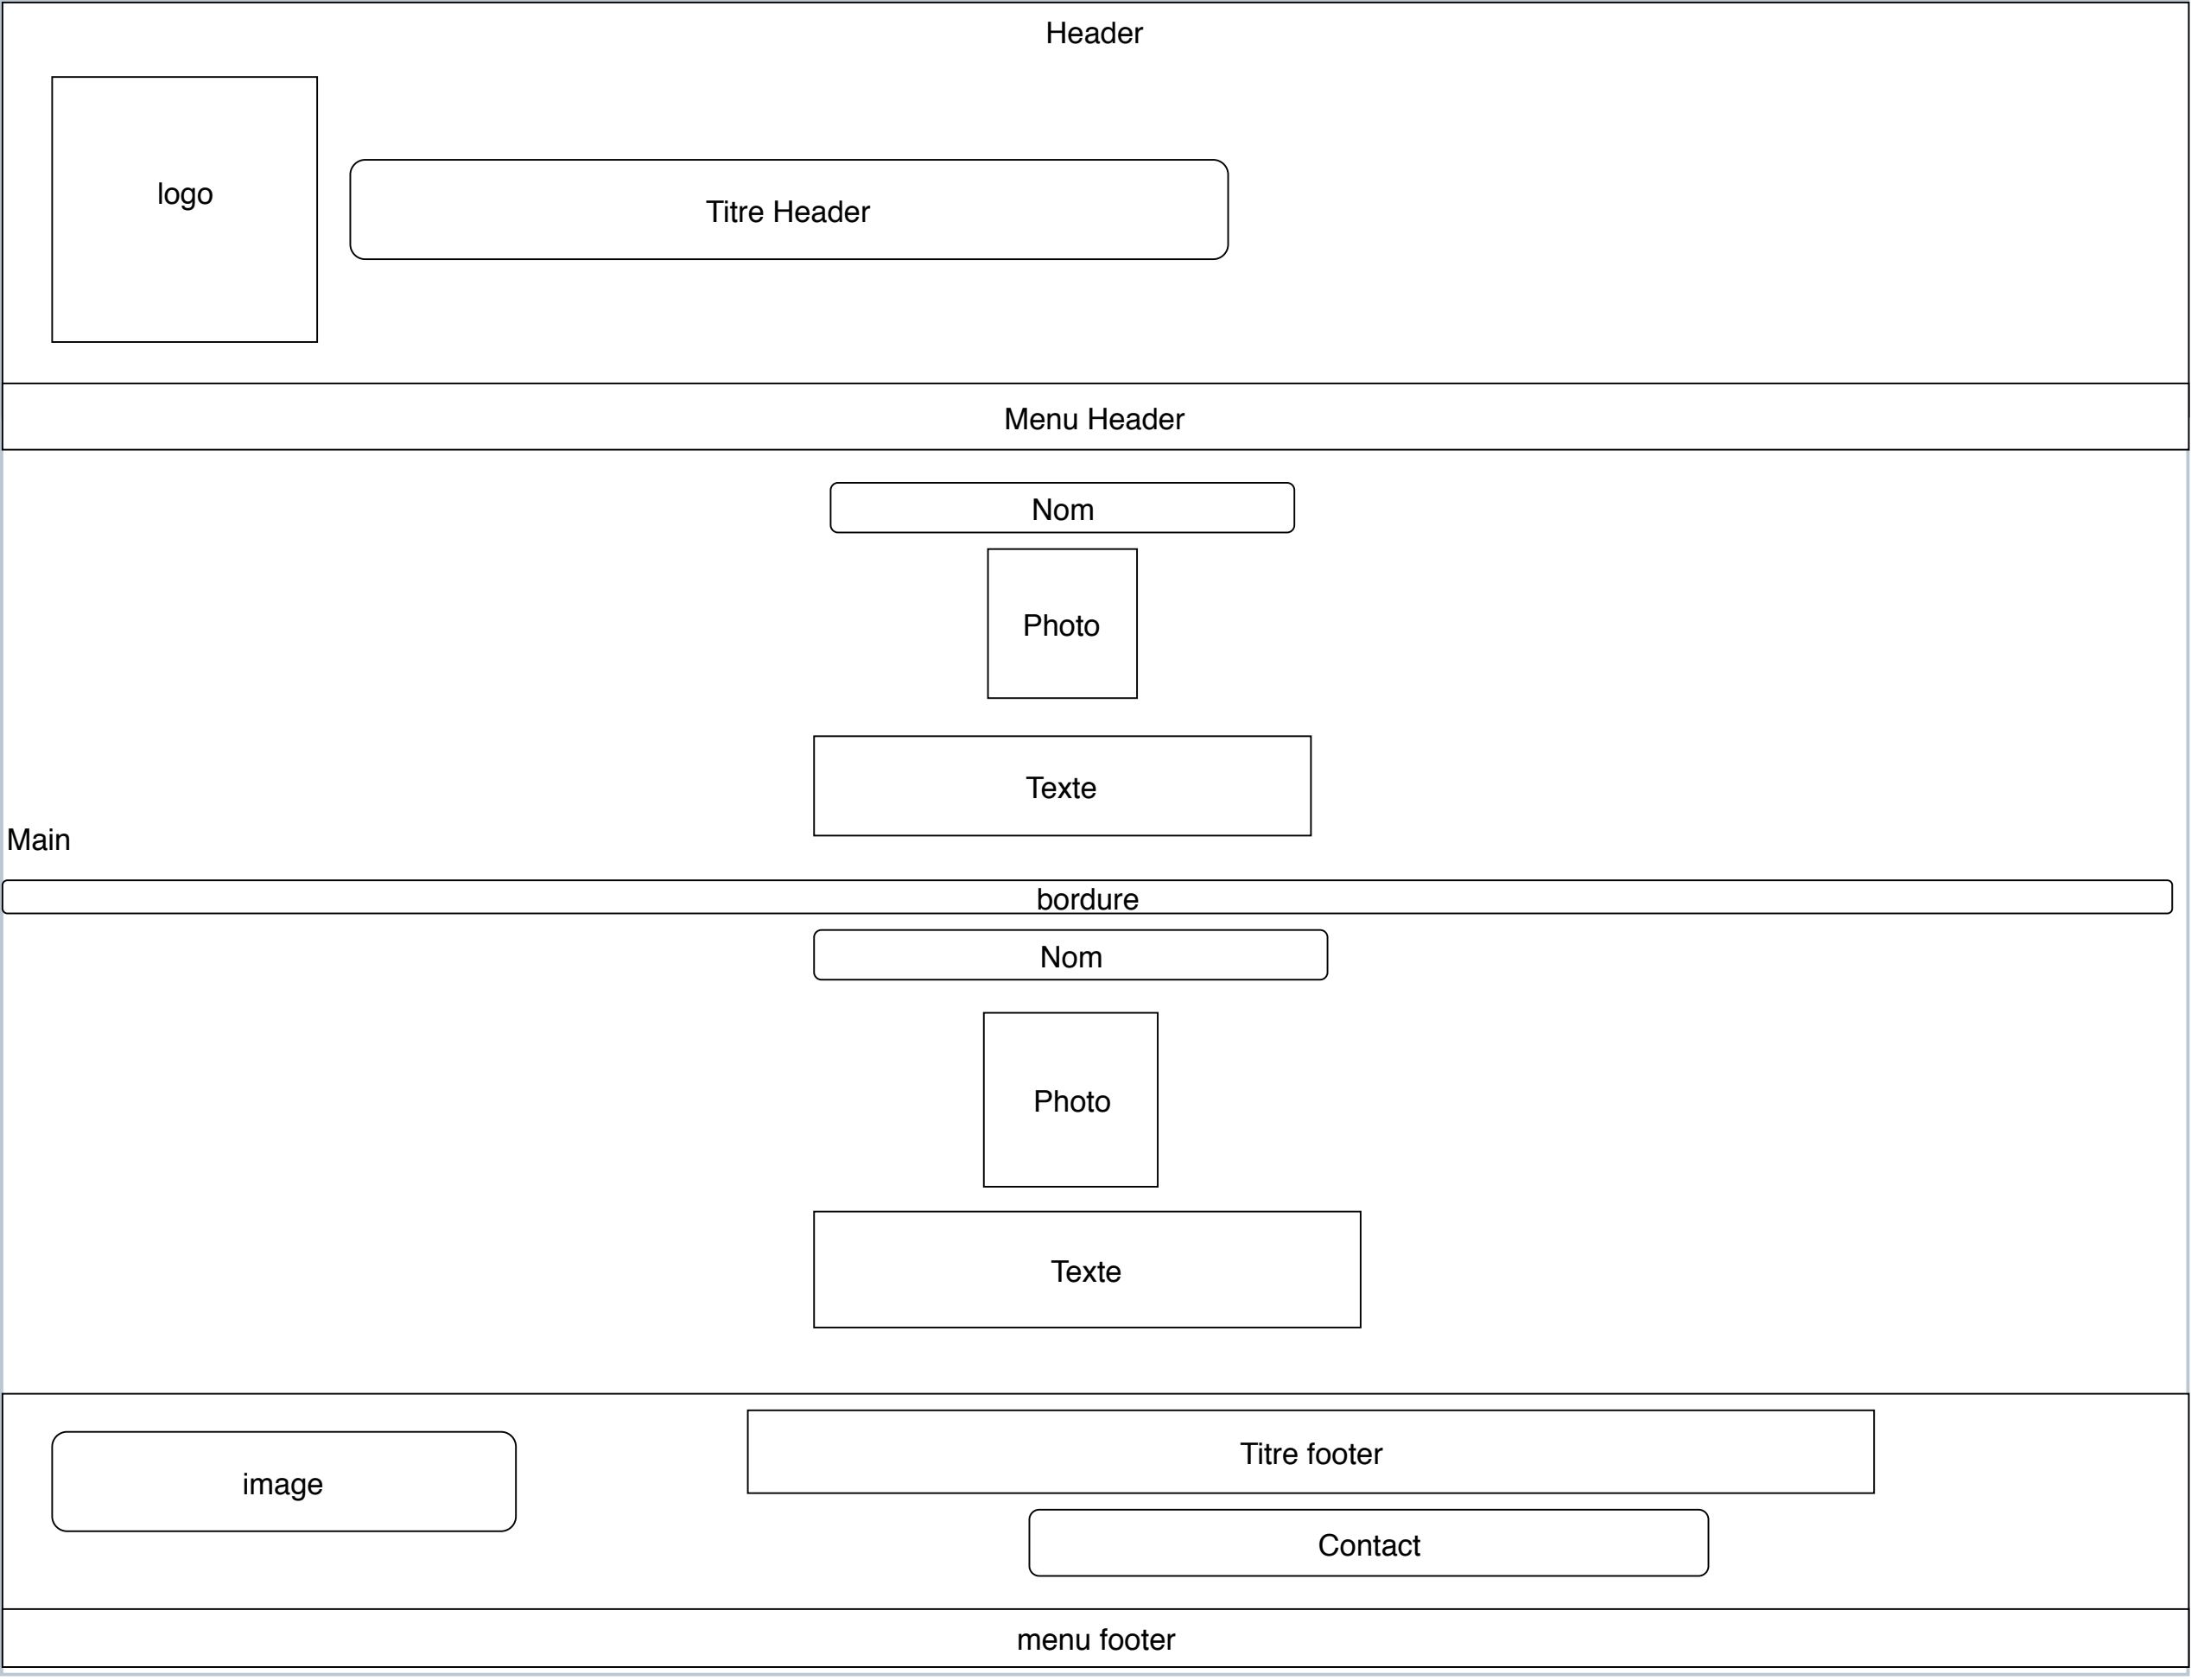 Header
logo
Titre Header
Menu Header
Nom
Photo
Texte
Main
bordure
Nom
Photo
Texte
image
Titre footer
Contact
menu footer